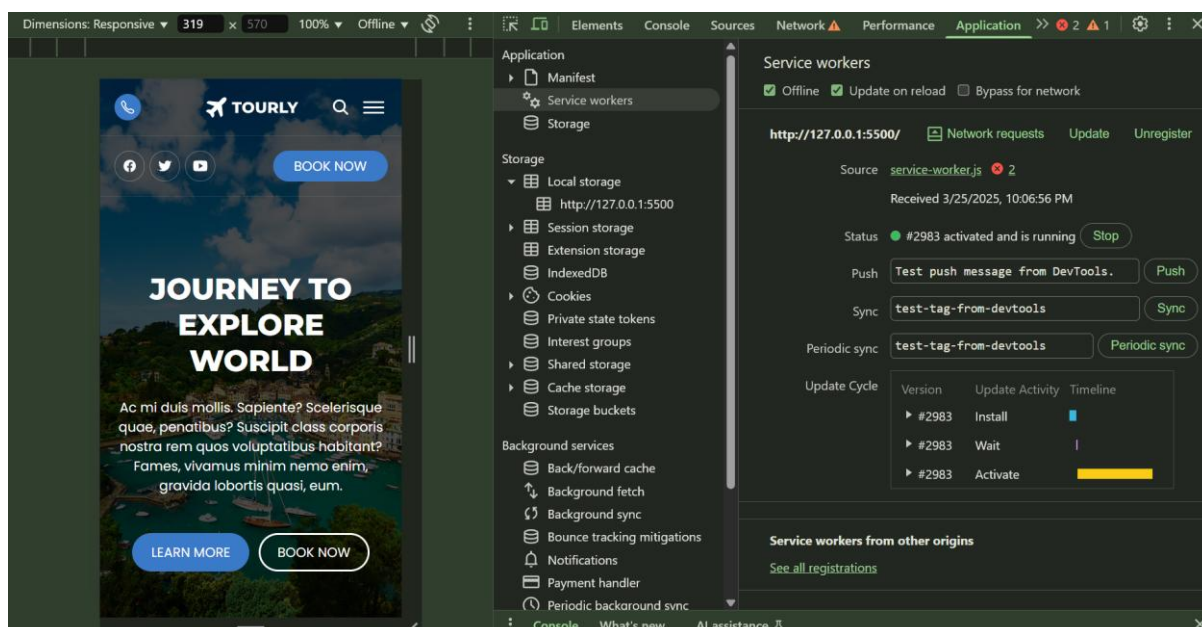 Dimensions: Responsive ▼ 319 × 570 100% ▼ Offline ▼
Elements Console Sources Network Performance Application >> 2 1
TOURLY
BOOK NOW
JOURNEY TO
EXPLORE
WORLD
Ac mi duis mollis. Sapiente? Scelerisque
quae, penatibus? Suscipit class corporis
nostra rem quos voluptatibus habitant?
Fames, vivamus minim nemo enim,
gravida lobortis quasi, eum.
LEARN MORE BOOK NOW
Application
Manifest
Service workers
Storage
Storage
Local storage
http://127.0.0.1:5500
Session storage
Extension storage
IndexedDB
Cookies
Private state tokens
Interest groups
Shared storage
Cache storage
Storage buckets
Background services
Back/forward cache
Background fetch
Background sync
Bounce tracking mitigations
Notifications
Payment handler
Periodic background sync
Service workers
Offline Update on reload Bypass for network
http://127.0.0.1:5500/ Network requests Update Unregister
Source service-worker.js 2
Received 3/25/2025, 10:06:56 PM
Status #2983 activated and is running Stop
Push Test push message from DevTools. Push
Sync test-tag-from-devtools Sync
Periodic sync test-tag-from-devtools Periodic sync
Update Cycle Version Update Activity Timeline
#2983 Install
#2983 Wait
#2983 Activate
Service workers from other origins
See all registrations
Console What's new AI assistance